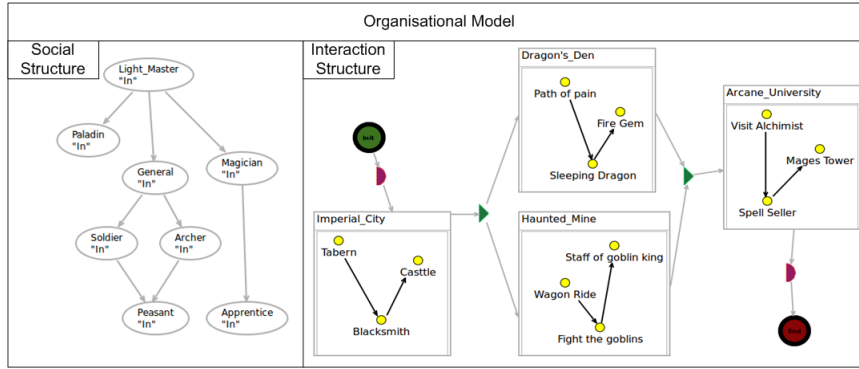 Organisational Model
Social
Structure
Light_Master
"In"
Paladin
"In"
General
"In"
Magician
"In"
Soldier
"In"
Archer
"In"
Peasant
"In"
Apprentice
"In"
Interaction
Structure
Init
Imperial_City
Tabern
Casttle
Blacksmith
Dragon's_Den
Path of pain
Fire Gem
Sleeping Dragon
Haunted_Mine
Staff of goblin king
Wagon Ride
Fight the goblins
Arcane_University
Visit Alchimist
Mages Tower
Spell Seller
End